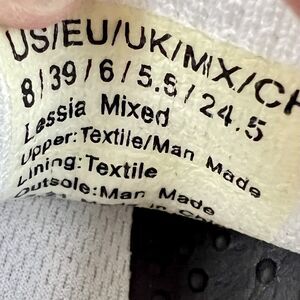 US/EU/UK/MX/CH
8/39/6/5.5/24.5
Lessia Mixed
Upper:Textile/Man Made
Lining:Textile
Outsole:Man Made
in